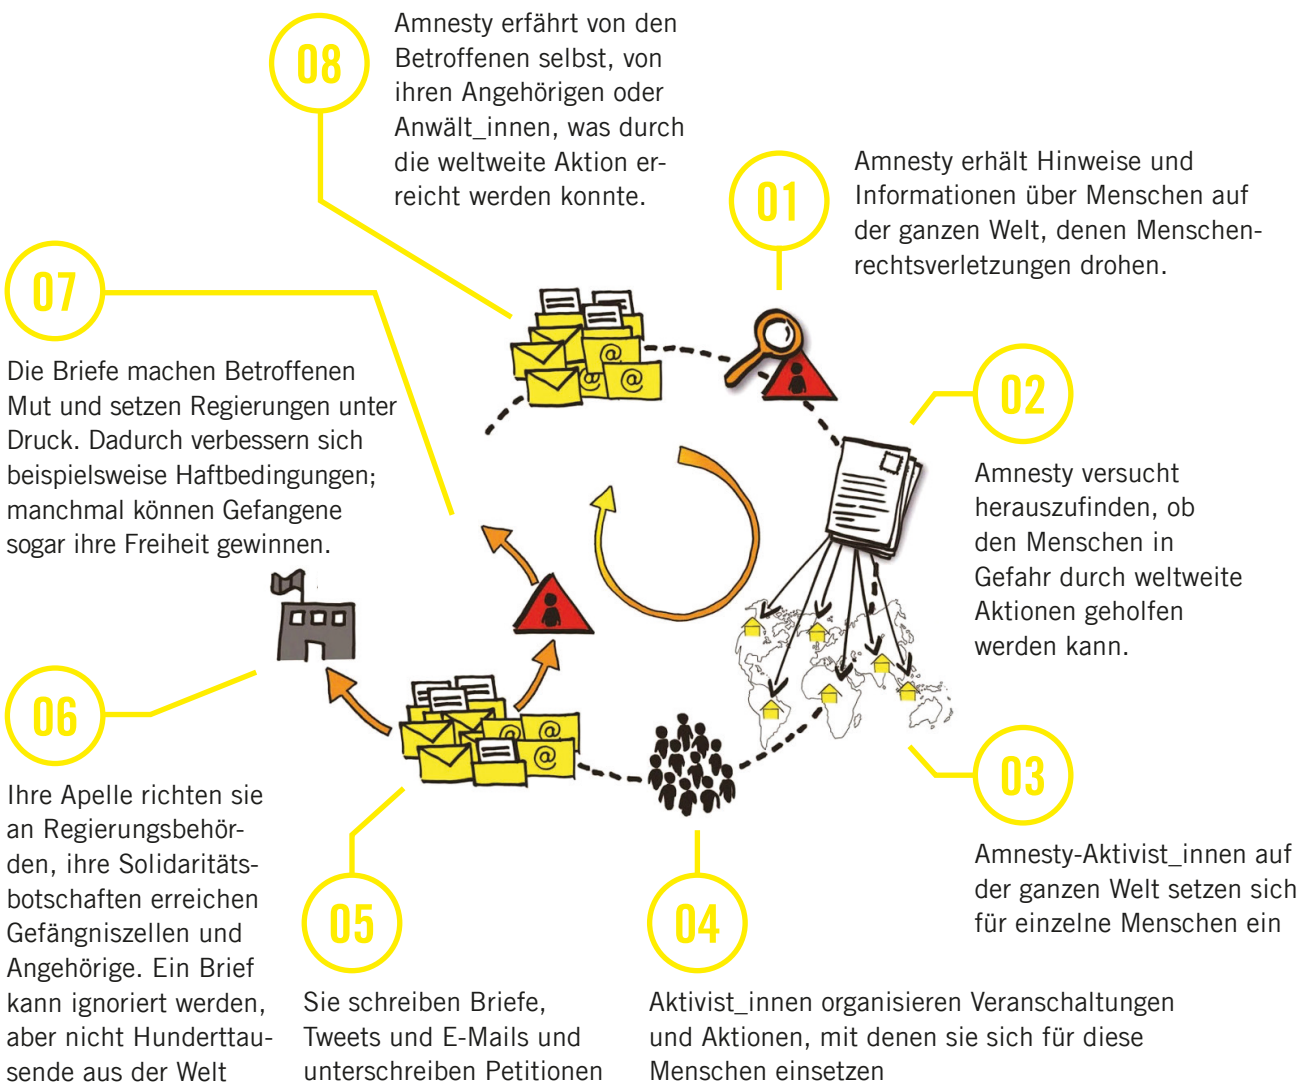 01
Amnesty erhält Hinweise und
Informationen über Menschen auf
der ganzen Welt, denen Menschen-
rechtsverletzungen drohen.
02
Amnesty versucht
herauszufinden, ob
den Menschen in
Gefahr durch weltweite
Aktionen geholfen
werden kann.
03
Amnesty-Aktivist_innen auf
der ganzen Welt setzen sich
für einzelne Menschen ein
04
Aktivist_innen organisieren Veranschaltungen
und Aktionen, mit denen sie sich für diese
Menschen einsetzen
05
Sie schreiben Briefe,
Tweets und E-Mails und
unterschreiben Petitionen
06
Ihre Apelle richten sie
an Regierungsbehör-
den, ihre Solidaritäts-
botschaften erreichen
Gefängniszellen und
Angehörige. Ein Brief
kann ignoriert werden,
aber nicht Hunderttau-
sende aus der Welt
07
Die Briefe machen Betroffenen
Mut und setzen Regierungen unter
Druck. Dadurch verbessern sich
beispielsweise Haftbedingungen;
manchmal können Gefangene
sogar ihre Freiheit gewinnen.
08
Amnesty erfährt von den
Betroffenen selbst, von
ihren Angehörigen oder
Anwält_innen, was durch
die weltweite Aktion er-
reicht werden konnte.
@
@
@
@
@
@